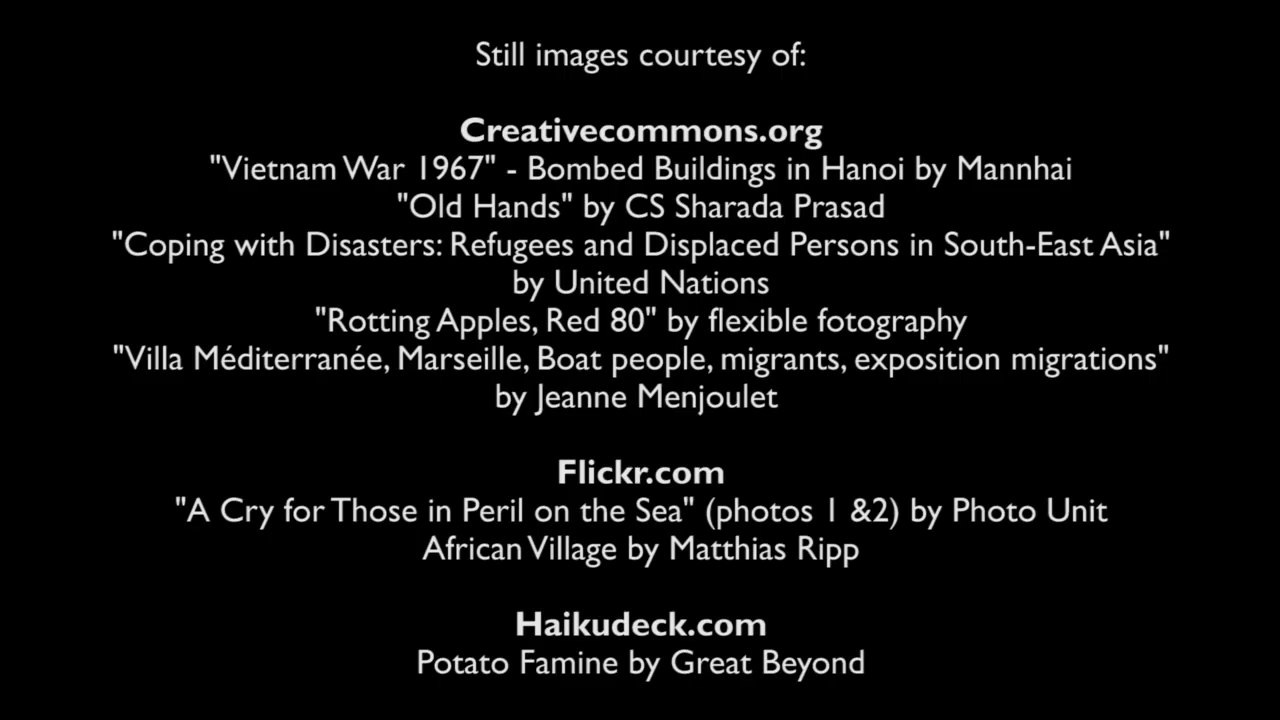 Still images courtesy of:
Creativecommons.org
"Vietnam War 1967" - Bombed Buildings in Hanoi by Mannhai
"Old Hands" by CS Sharada Prasad
"Coping with Disasters: Refugees and Displaced Persons in South-East Asia"
by United Nations
"Rotting Apples, Red 80" by flexible fotography
"Villa Méditerranée, Marseille, Boat people, migrants, exposition migrations"
by Jeanne Menjoulet
Flickr.com
"A Cry for Those in Peril on the Sea" (photos 1 &2) by Photo Unit
African Village by Matthias Ripp
Haikudeck.com
Potato Famine by Great Beyond